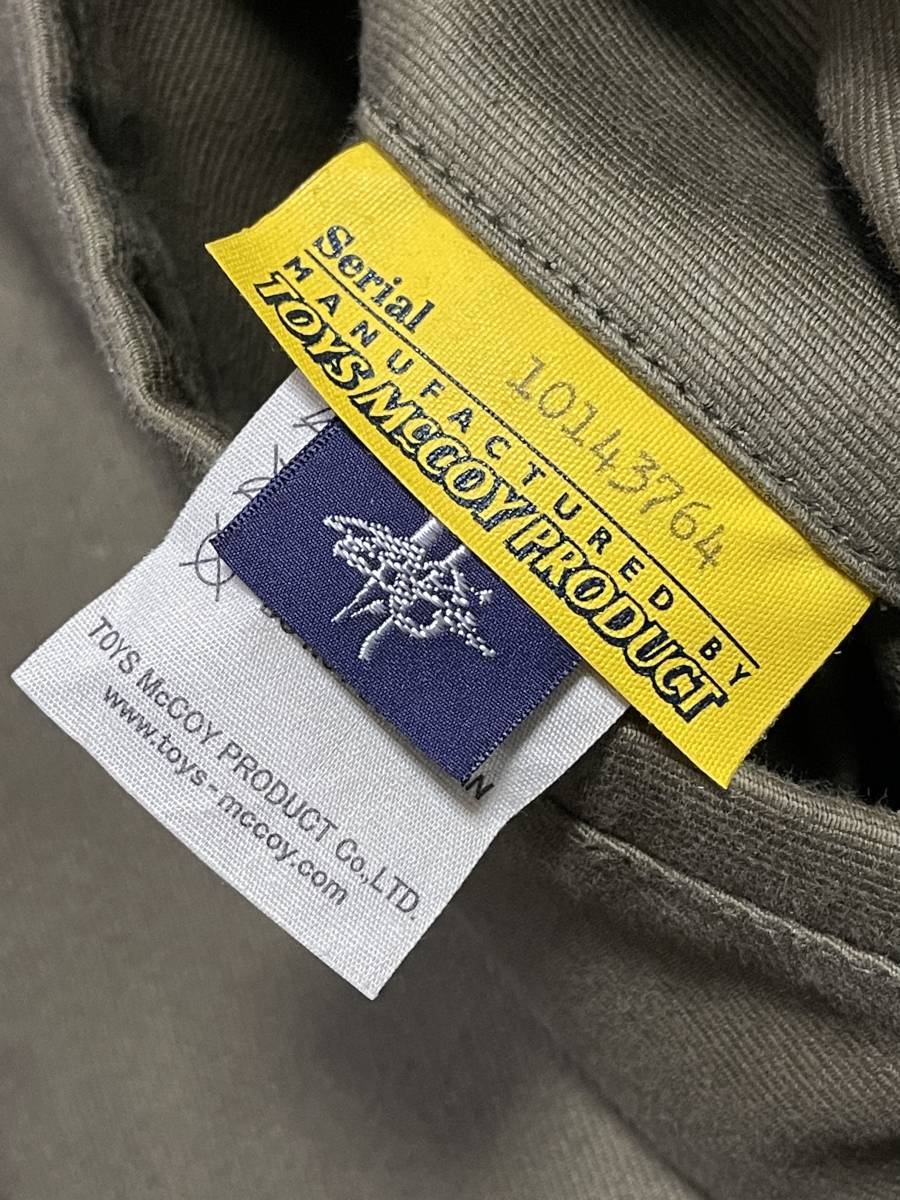 Serial 10143764
MANUFACTURED BY
TOYS McCOY PRODUCT
TOYS McCOY PRODUCT Co.,LTD.
www.toys-mccoy.com